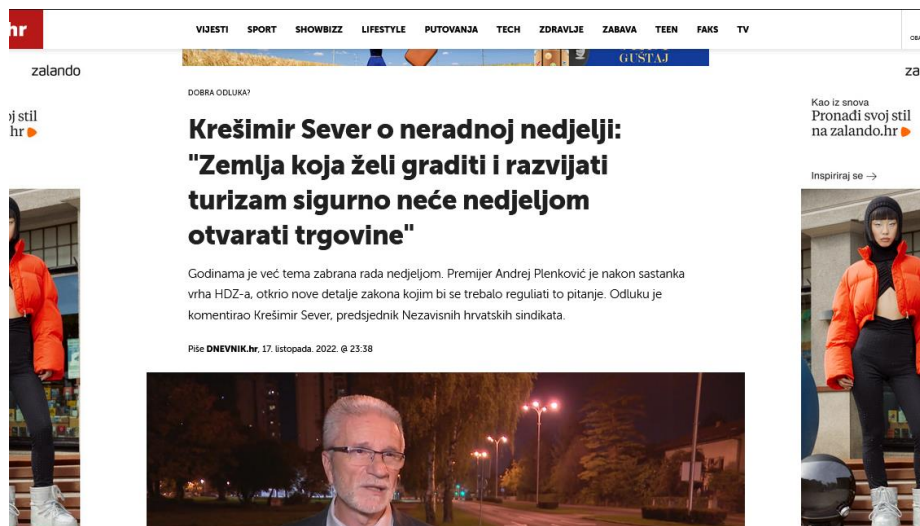 hr
VIJESTI SPORT SHOWBIZZ LIFESTYLE PUTOVANJA TECH ZDRAVLJE ZABAVA TEEN FAKS TV
GUŠTAJ
zalando
za
DOBRA ODLUKA?
Krešimir Sever o neradnoj nedjelji:
"Zemlja koja želi graditi i razvijati
turizam sigurno neće nedjeljom
otvarati trgovine"
Godinama je već tema zabrana rada nedjeljom. Premijer Andrej Plenković je nakon sastanka
vrha HDZ-a, otkrio nove detalje zakona kojim bi se trebalo reguliati to pitanje. Odluku je
komentirao Krešimir Sever, predsjednik Nezavisnih hrvatskih sindikata.
Piše DNEVNIK.hr, 17. listopada. 2022. @ 23:38
stil
hr
Kao iz snova
Pronađi svoj stil
na zalando.hr
Inspiriraj se →